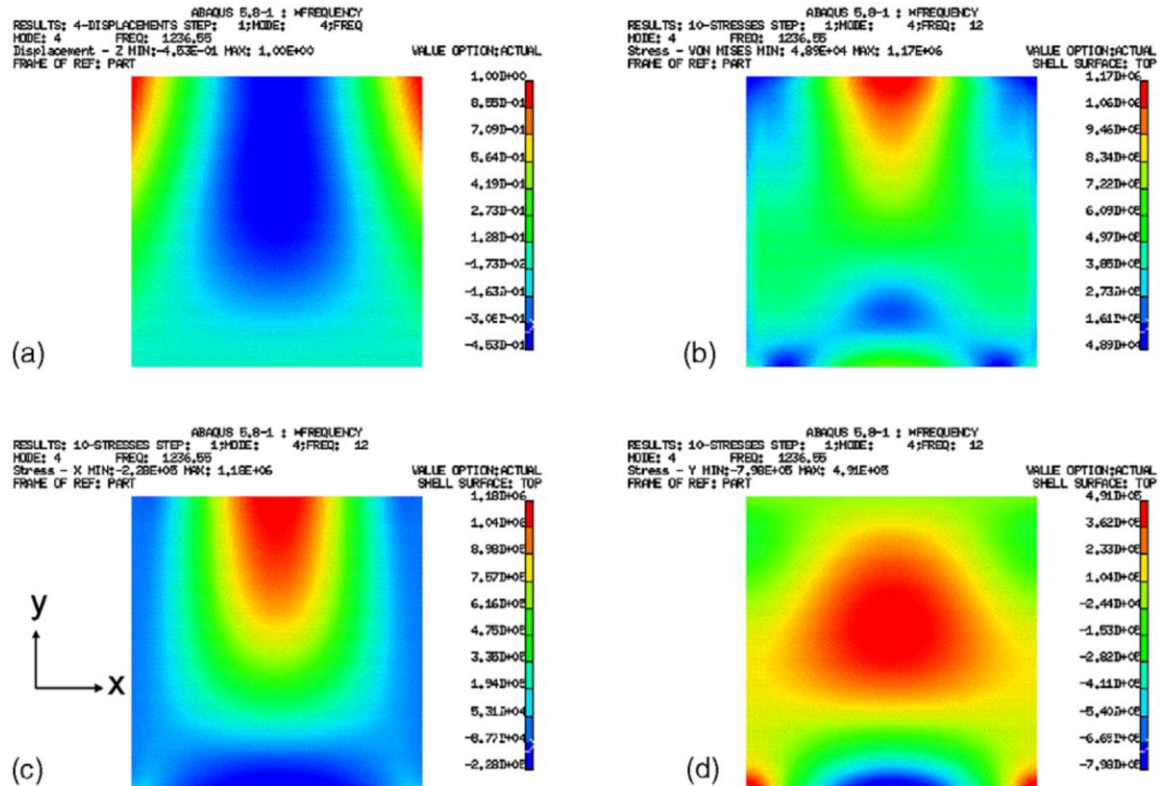 ABAQUS 5.8-1 : *FREQUENCY
RESULTS: 4-DISPLACEMENTS STEP: 1;MODE: 4;FREQ
MODE: 4 FREQ: 1236.55
Displacement - Z MIN:-4.53E-01 MAX: 1.00E+00 VALUE OPTION:ACTUAL
FRAME OF REF: PART
1.00D+00
8.55D-01
7.09D-01
5.64D-01
4.19D-01
2.73D-01
1.28D-01
-1.73D-02
-1.63D-01
-3.08D-01
-4.53D-01
(a)
ABAQUS 5.8-1 : *FREQUENCY
RESULTS: 10-STRESSES STEP: 1;MODE: 4;FREQ: 12
MODE: 4 FREQ: 1236.55
Stress - VON MISES MIN: 4.89E+04 MAX: 1.17E+06 VALUE OPTION:ACTUAL
FRAME OF REF: PART SHELL SURFACE: TOP
1.17D+06
1.06D+06
9.46D+05
8.34D+05
7.22D+05
6.09D+05
4.97D+05
3.85D+05
2.73D+05
1.61D+05
4.89D+04
(b)
ABAQUS 5.8-1 : *FREQUENCY
RESULTS: 10-STRESSES STEP: 1;MODE: 4;FREQ: 12
MODE: 4 FREQ: 1236.55
Stress - X MIN:-2.28E+05 MAX: 1.18E+06 VALUE OPTION:ACTUAL
FRAME OF REF: PART SHELL SURFACE: TOP
1.18D+06
1.04D+06
8.98D+05
7.57D+05
6.16D+05
4.75D+05
3.35D+05
1.94D+05
5.31D+04
-8.77D+04
-2.28D+05
y
x
(c)
ABAQUS 5.8-1 : *FREQUENCY
RESULTS: 10-STRESSES STEP: 1;MODE: 4;FREQ: 12
MODE: 4 FREQ: 1236.55
Stress - Y MIN:-7.98E+05 MAX: 4.91E+05 VALUE OPTION:ACTUAL
FRAME OF REF: PART SHELL SURFACE: TOP
4.91D+05
3.62D+05
2.33D+05
1.04D+05
-2.44D+04
-1.53D+05
-2.82D+05
-4.11D+05
-5.40D+05
-6.69D+05
-7.98D+05
(d)